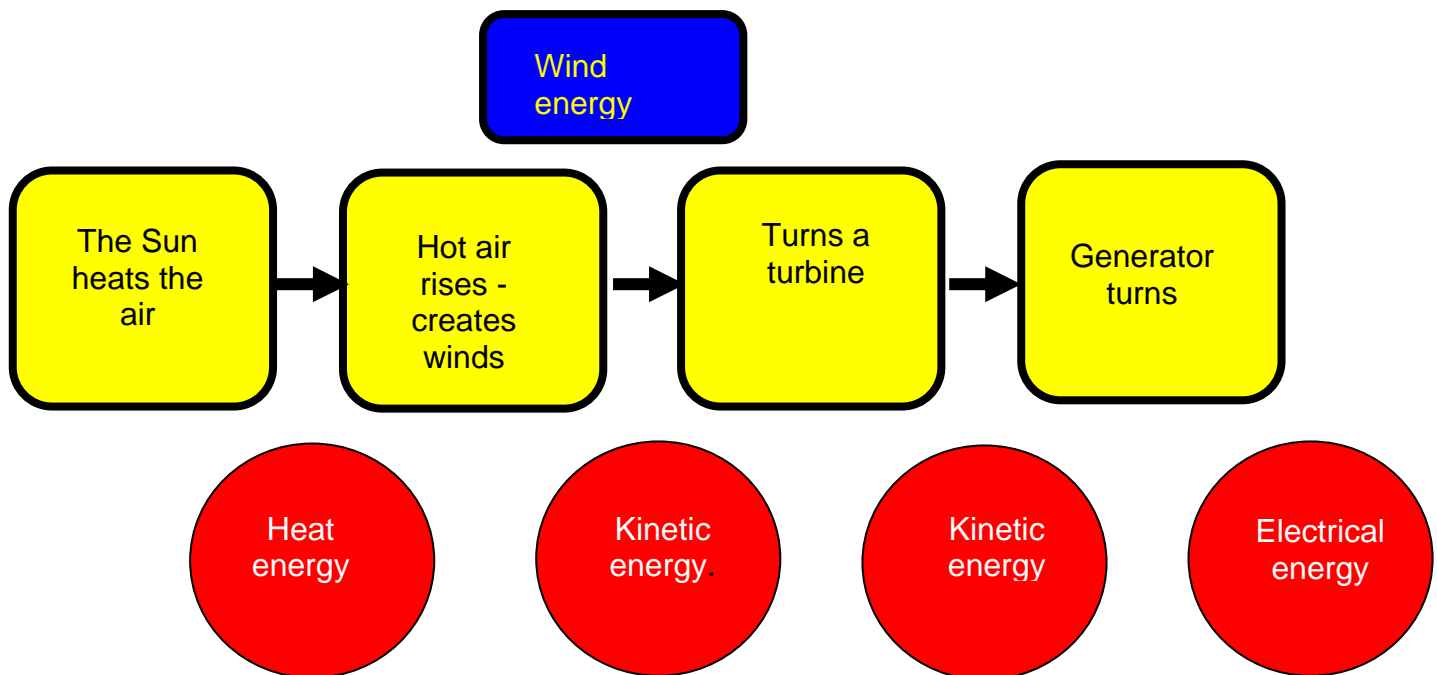 Wind
energy
The Sun
heats the
air
Hot air
rises -
creates
winds
Turns a
turbine
Generator
turns
Heat
energy
Kinetic
energy.
Kinetic
energy
Electrical
energy